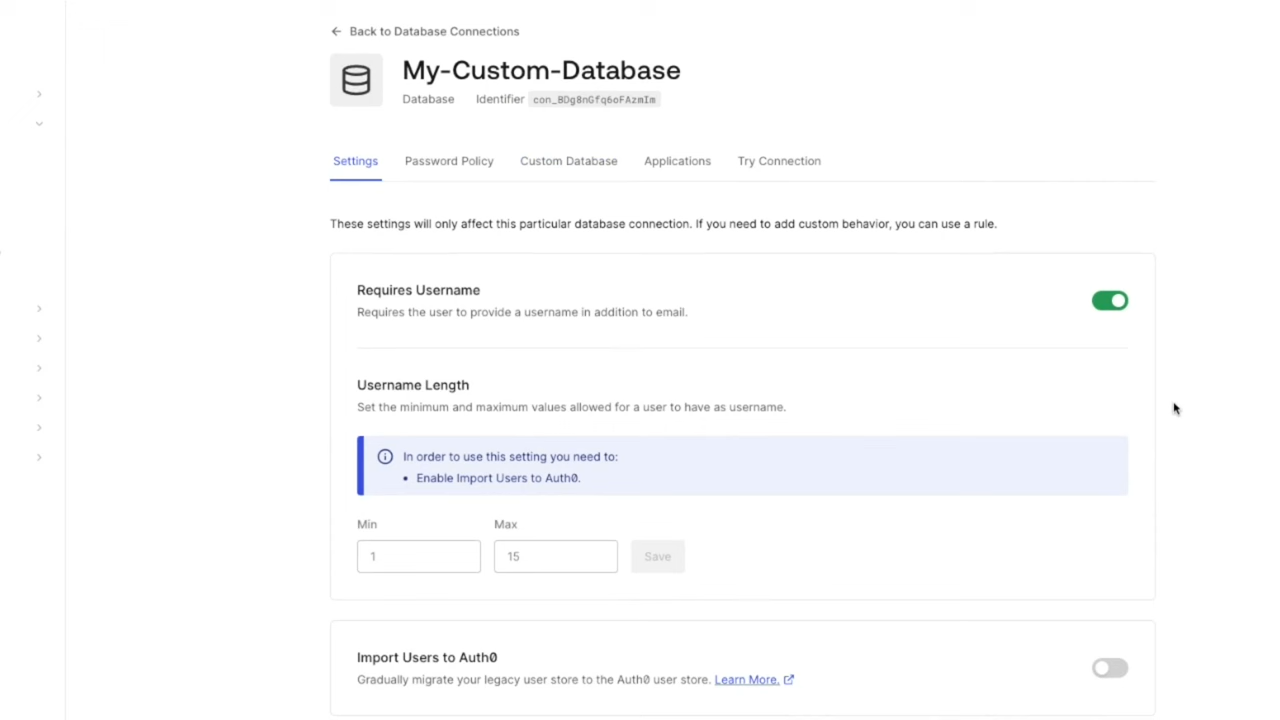 Back to Database Connections
My-Custom-Database
Database Identifier con_BDg8nGfq6oFAzmIm
Settings Password Policy Custom Database Applications Try Connection
These settings will only affect this particular database connection. If you need to add custom behavior, you can use a rule.
Requires Username
Requires the user to provide a username in addition to email.
Username Length
Set the minimum and maximum values allowed for a user to have as username.
In order to use this setting you need to:
• Enable Import Users to Auth0.
Min Max
1 15 Save
Import Users to Auth0
Gradually migrate your legacy user store to the Auth0 user store. Learn More.